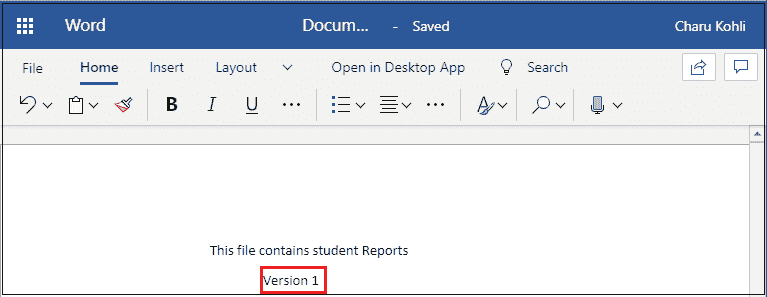 Word Docum... - Saved Charu Kohli
File Home Insert Layout Open in Desktop App Search
B I U ...  ...
This file contains student Reports
Version 1